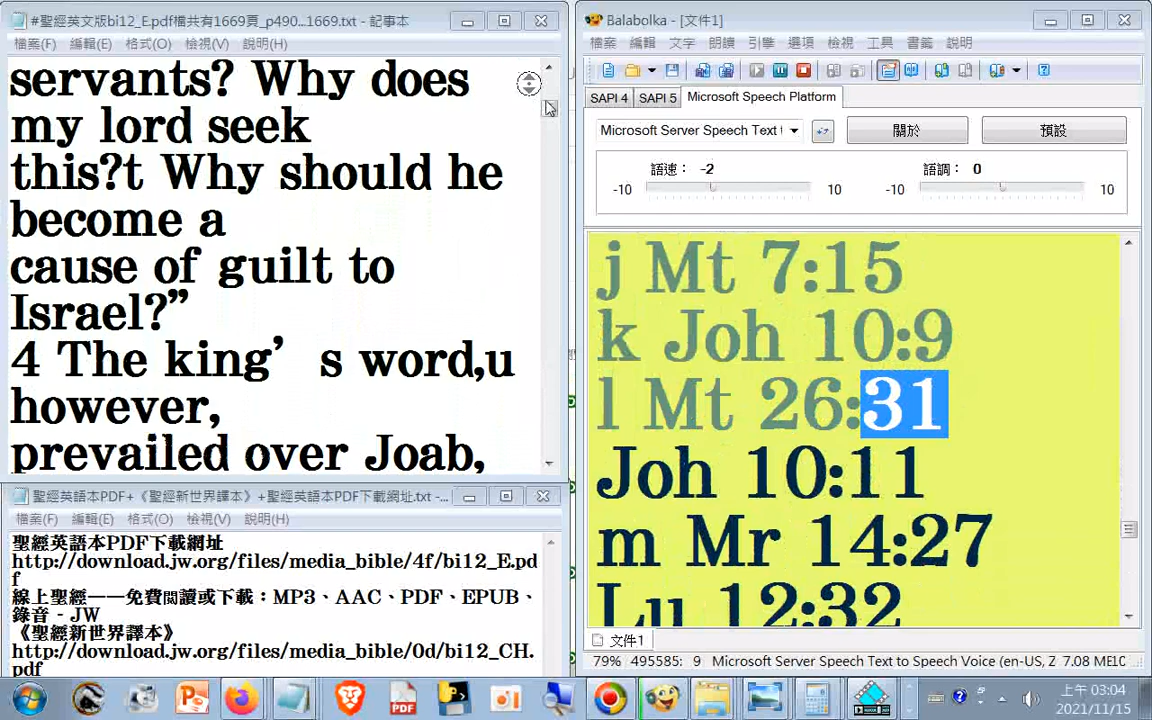 #聖經英文版bi12_E.pdf檔共有1669頁_p490...1669.txt - 記事本
檔案(F) 編輯(E) 格式(O) 檢視(V) 說明(H)
servants? Why does
my lord seek
this?t Why should he
become a
cause of guilt to
Israel?”
4 The king’s word,u
however,
prevailed over Joab,
聖經英語本PDF+《聖經新世界譯本》+聖經英語本PDF下載網址.txt - ...
檔案(F) 編輯(E) 格式(O) 檢視(V) 說明(H)
聖經英語本PDF下載網址
http://download.jw.org/files/media_bible/4f/bi12_E.pd
f
線上聖經──免費閱讀或下載：MP3、AAC、PDF、EPUB、
錄音 - JW
《聖經新世界譯本》
http://download.jw.org/files/media_bible/0d/bi12_CH.
pdf
Balabolka - [文件1]
檔案 編輯 文字 朗讀 引擎 選項 檢視 工具 書籤 說明
SAPI 4 SAPI 5 Microsoft Speech Platform
Microsoft Server Speech Text 關於 預設
語速： -2 語調： 0
-10 10 -10 10
j Mt 7:15
k Joh 10:9
l Mt 26:31
Joh 10:11
m Mr 14:27
Lu 12:32
文件1
79% 495585: 9 Microsoft Server Speech Text to Speech Voice (en-US, Z 7.08 ME1
PDF
上午 03:04
2021/11/15